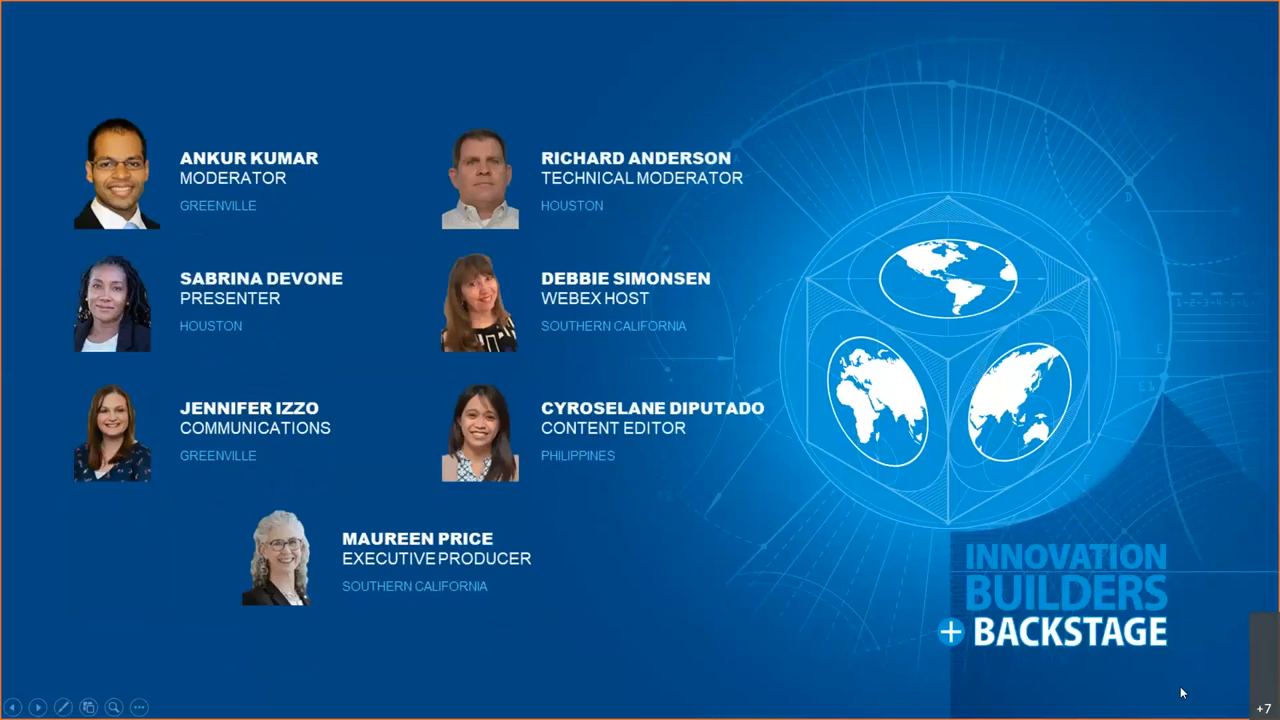 ANKUR KUMAR
MODERATOR
GREENVILLE
RICHARD ANDERSON
TECHNICAL MODERATOR
HOUSTON
SABRINA DEVONE
PRESENTER
HOUSTON
DEBBIE SIMONSEN
WEBEX HOST
SOUTHERN CALIFORNIA
JENNIFER IZZO
COMMUNICATIONS
GREENVILLE
CYROSELANE DIPUTADO
CONTENT EDITOR
PHILIPPINES
MAUREEN PRICE
EXECUTIVE PRODUCER
SOUTHERN CALIFORNIA
INNOVATION
BUILDERS
+ BACKSTAGE
+7